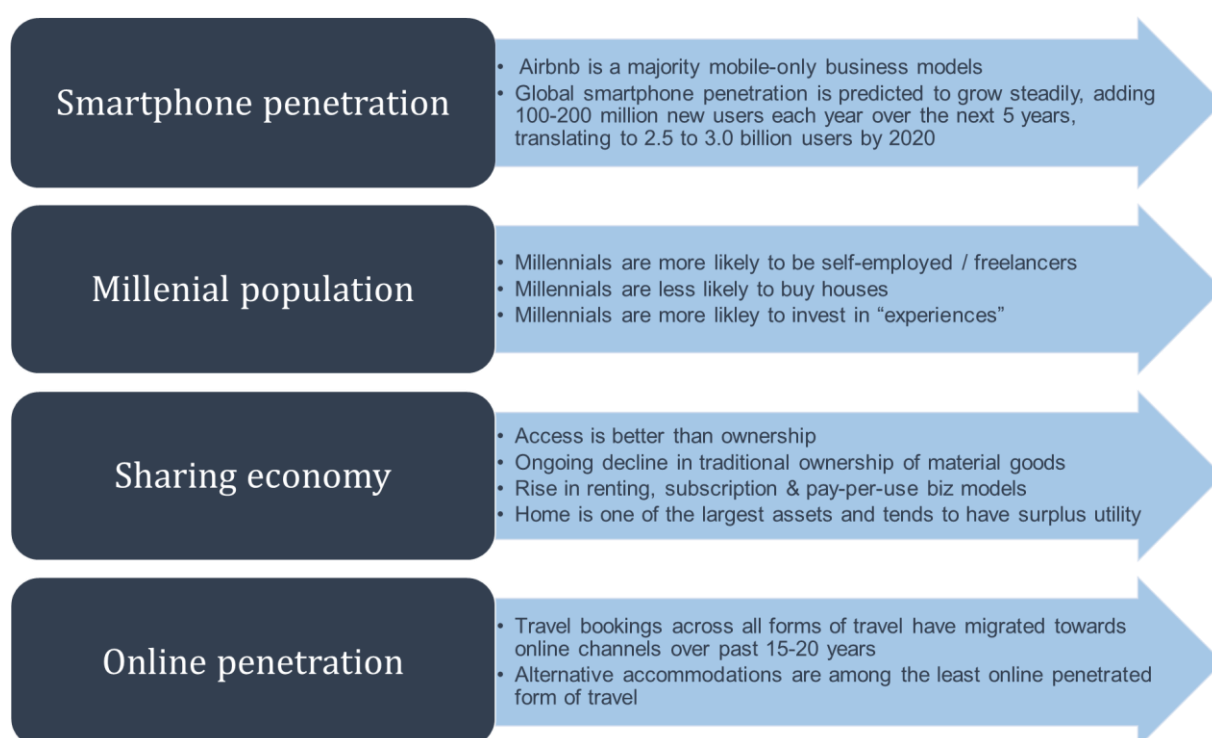 Smartphone penetration
• Airbnb is a majority mobile-only business models
• Global smartphone penetration is predicted to grow steadily, adding
100-200 million new users each year over the next 5 years,
translating to 2.5 to 3.0 billion users by 2020
Millenial population
• Millennials are more likely to be self-employed / freelancers
• Millennials are less likely to buy houses
• Millennials are more likley to invest in “experiences”
Sharing economy
• Access is better than ownership
• Ongoing decline in traditional ownership of material goods
• Rise in renting, subscription & pay-per-use biz models
• Home is one of the largest assets and tends to have surplus utility
Online penetration
• Travel bookings across all forms of travel have migrated towards
online channels over past 15-20 years
• Alternative accommodations are among the least online penetrated
form of travel